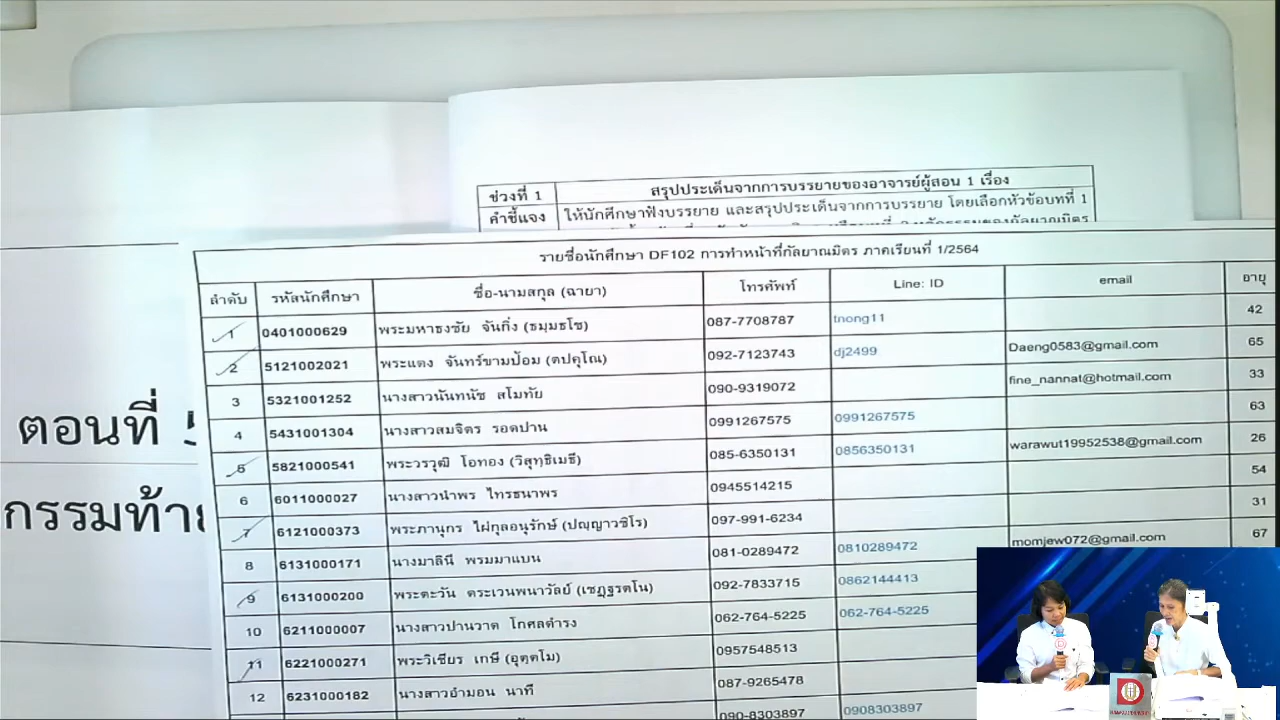 ช่วงที่ 1 สรุปประเด็นจากการบรรยายของอาจารย์ผู้สอน 1 เรื่อง
คำชี้แจง ให้นักศึกษาฟังบรรยาย และสรุปประเด็นจากการบรรยาย โดยเลือกหัวข้อบทที่ 1
รายชื่อนักศึกษา DF102 การทำหน้าที่กัลยาณมิตร ภาคเรียนที่ 1/2564
ลำดับ รหัสนักศึกษา ชื่อ-นามสกุล (ฉายา) โทรศัพท์ Line: ID email อายุ
1 0401000629 พระมหาธงชัย จันกิ่ง (ธมฺมธโช) 087-7708787 tnong11 42
2 5121002021 พระแดง จันทร์ขามป้อม (ตปคุโณ) 092-7123743 dj2499 Daeng0583@gmail.com 65
3 5321001252 นางสาวนันทนัช สโมทัย 090-9319072 fine_nannat@hotmail.com 33
4 5431001304 นางสาวสมจิตร รอดปาน 0991267575 0991267575 63
5 5821000541 พระวรวุฒิ โอทอง (วิสุทฺธิเมธี) 085-6350131 0856350131 warawut19952538@gmail.com 26
6 6011000027 นางสาวนำพร ไทรธนาพร 0945514215 54
7 6121000373 พระภานุกร ไผ่กุลอนุรักษ์ (ปญฺญาวชิโร) 097-991-6234 31
8 6131000171 นางมาลินี พรมมาแบน 081-0289472 0810289472 momjew072@gmail.com 67
9 6131000200 พระตะวัน ตระเวนพนาวัลย์ (เชฏฺฐรตโน) 092-7833715 0862144413
10 6211000007 นางสาวปานวาด โกศลดำรง 062-764-5225 062-764-5225
11 6221000271 พระวิเชียร เกษี (อุตฺตโม) 0957548513
12 6231000182 นางสาวอำมอน นาที 087-9265478
090-8303897 0908303897
ตอนที่
กรรมท้าย